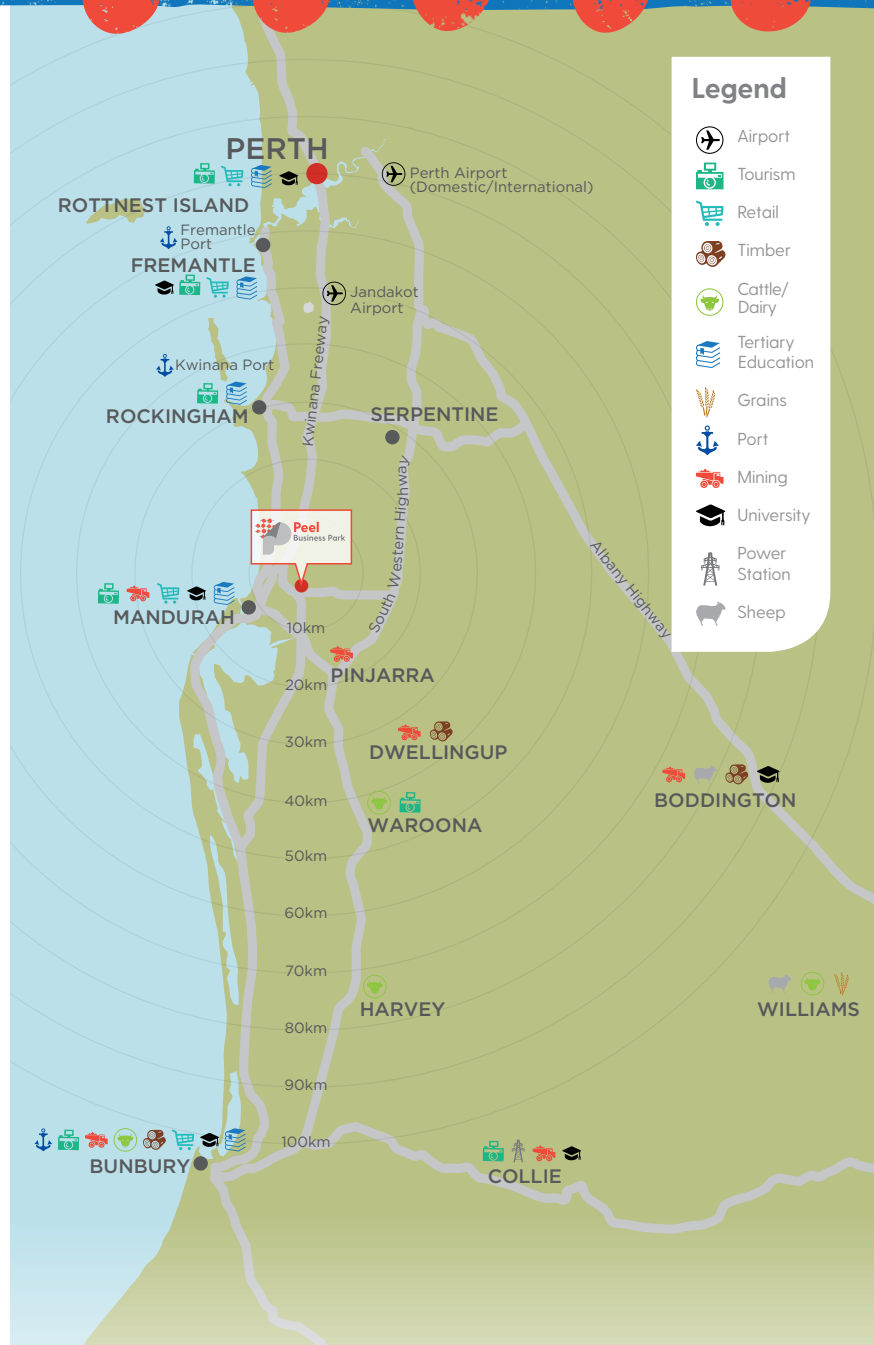 Legend
Airport
Tourism
Retail
Timber
Cattle/
Dairy
Tertiary
Education
Grains
Port
Mining
University
Power
Station
Sheep
PERTH
Perth Airport
(Domestic/International)
ROTTNEST ISLAND
Fremantle
Port
FREMANTLE
Jandakot
Airport
Kwinana Freeway
Kwinana Port
ROCKINGHAM
SERPENTINE
South Western Highway
Albany Highway
Peel
Business Park
MANDURAH
10km
PINJARRA
20km
30km
DWELLINGUP
BODDINGTON
40km
WAROONA
50km
60km
70km
HARVEY
WILLIAMS
80km
90km
100km
BUNBURY
COLLIE